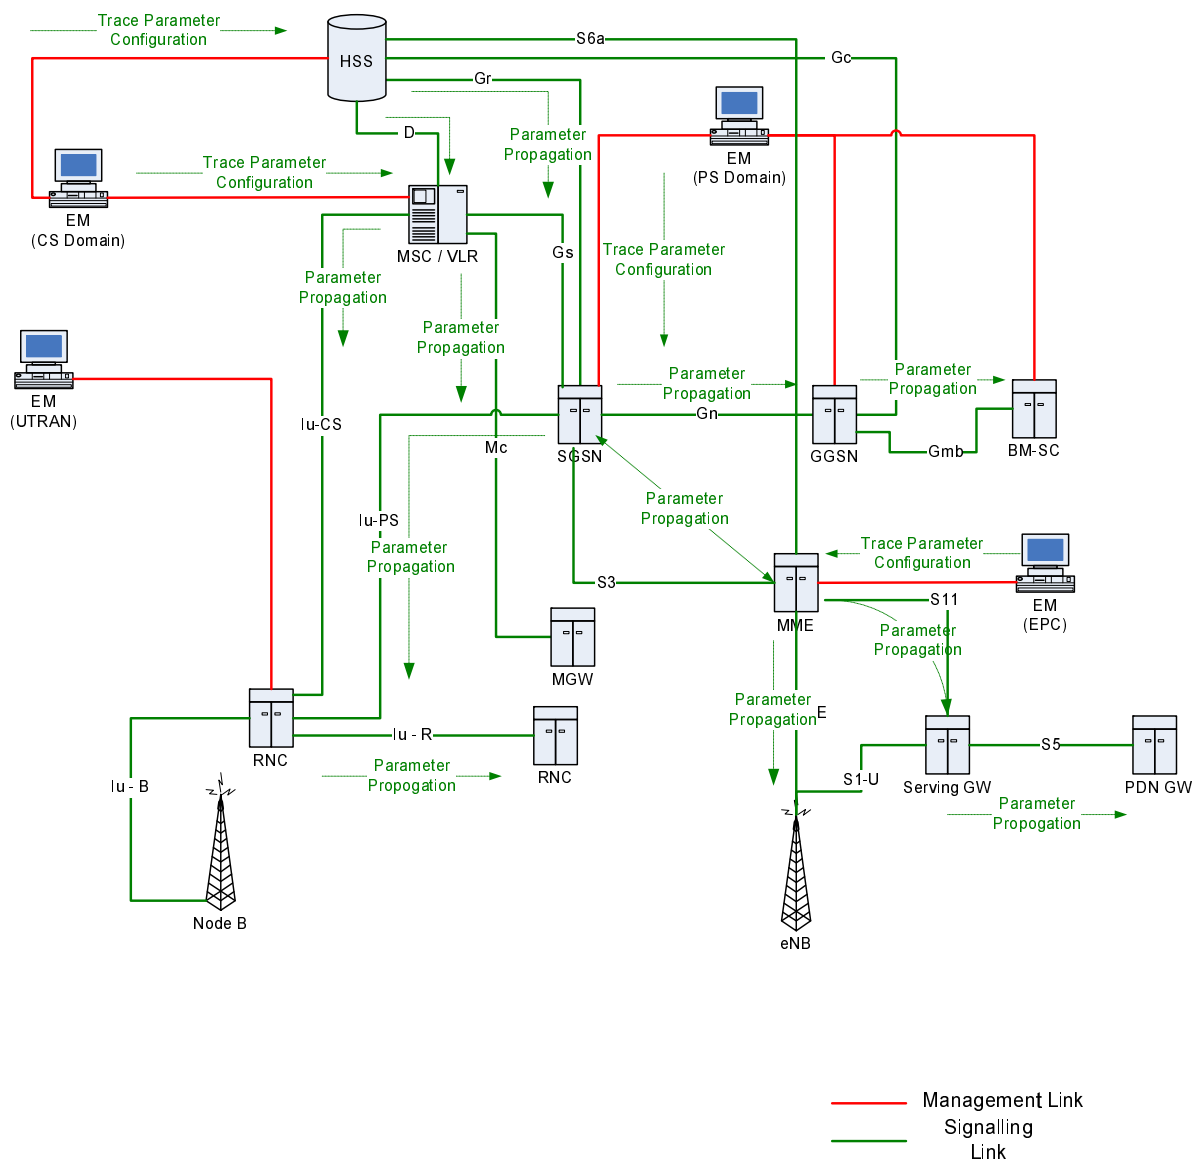 Trace Parameter
Configuration
HSS
S6a
Gc
Gr
D
Parameter
Propagation
EM
(PS Domain)
Trace Parameter
Configuration
EM
(CS Domain)
MSC / VLR
Gs
Trace Parameter
Configuration
Parameter
Propagation
Parameter
Propagation
EM
(UTRAN)
Parameter
Propagation
Parameter
Propagation
Iu-CS
Gn
Mc
SGSN
GGSN
Gmb
BM-SC
Parameter
Propagation
Iu-PS
Parameter
Propagation
Trace Parameter
Configuration
S3
MME
S11
EM
(EPC)
Parameter
Propagation
MGW
Parameter
Propagation
E
RNC
Iu - R
RNC
Parameter
Propogation
Iu - B
S1-U
S5
Serving GW
PDN GW
Parameter
Propogation
Node B
eNB
Management Link
Signalling
Link